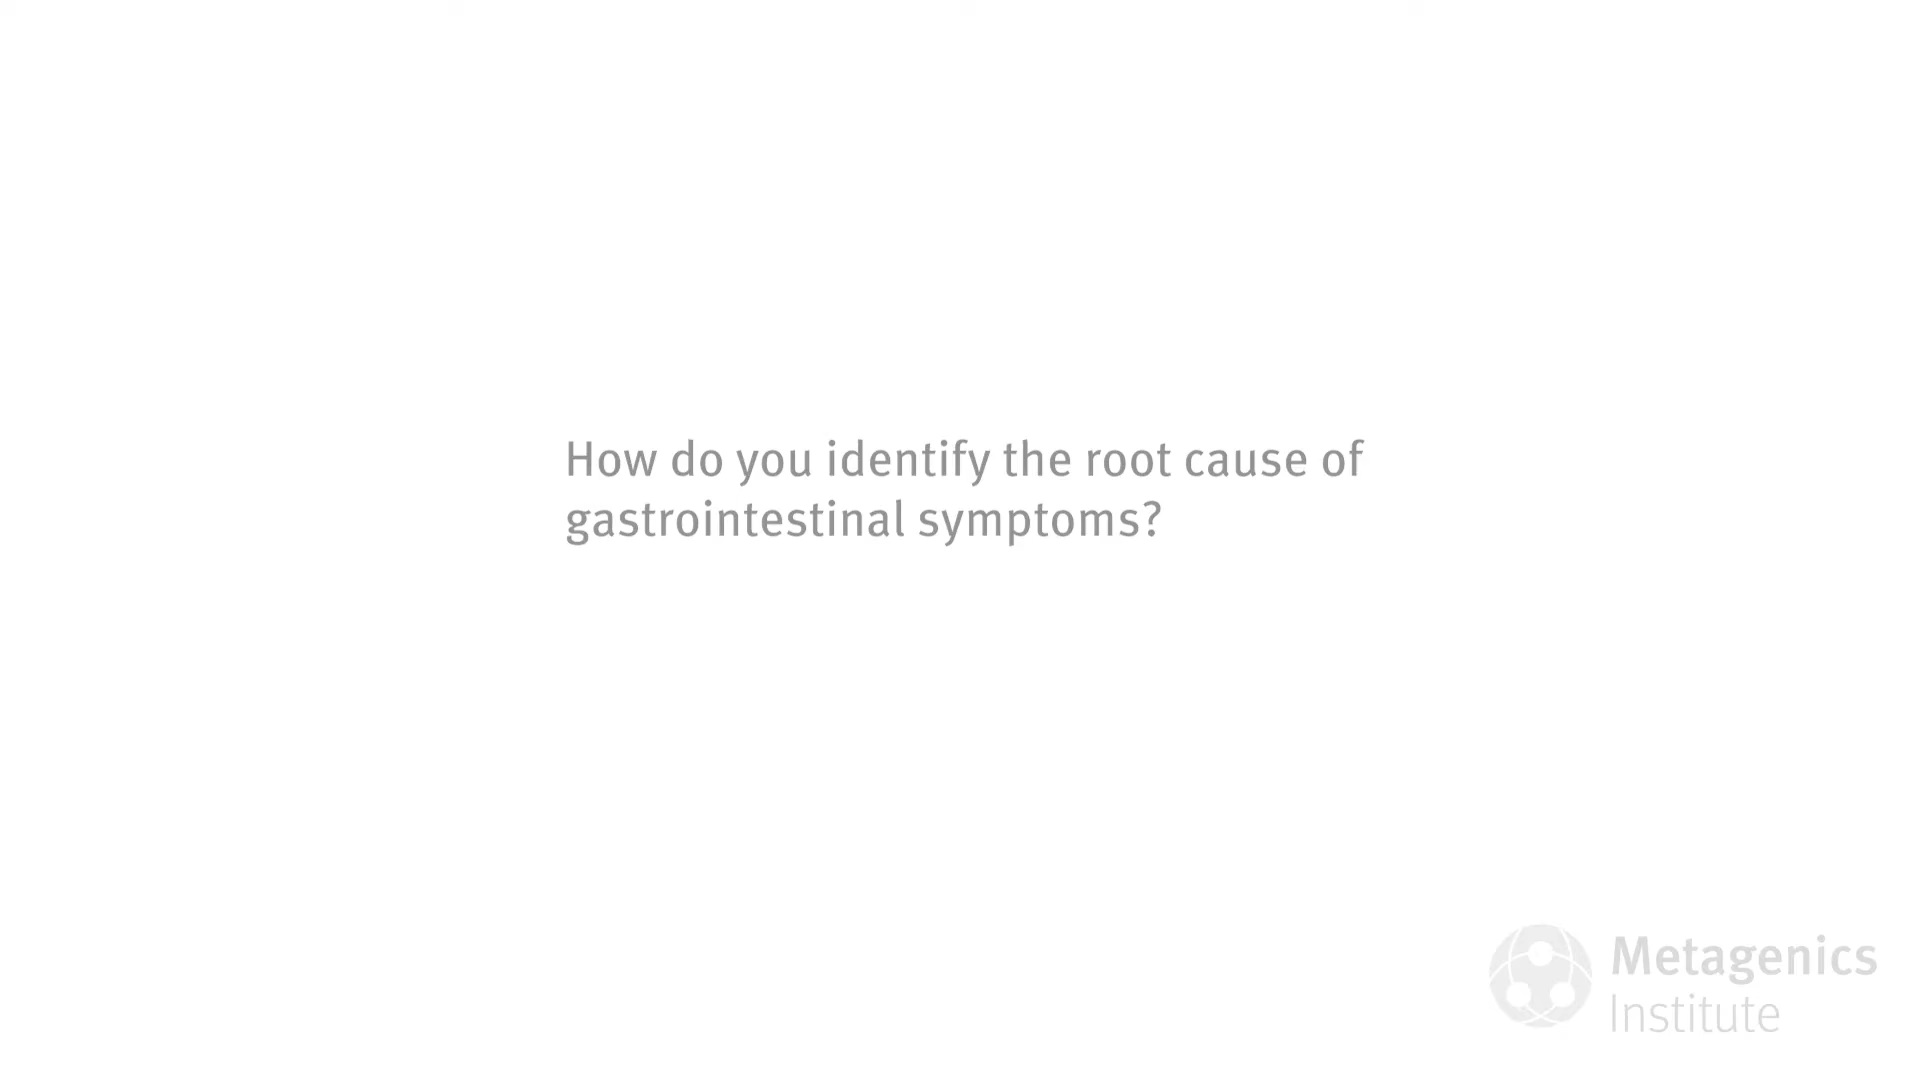 How do you identify the root cause of
gastrointestinal symptoms?
Metagenics
Institute